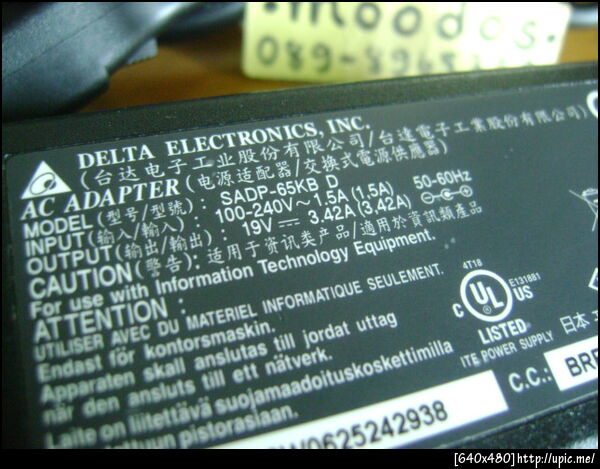 moodos
DELTA ELECTRONICS, INC.
(台达电子工业股份有限公司/台達電子工業股份有限公司)
AC ADAPTER (电源适配器/交換式電源供應器)
MODEL (型号/型號) : SADP-65KB D
INPUT (输入/輸入) : 100-240V~ 1.5A (1.5A) 50-60Hz
OUTPUT (输出/輸出) : 19V 3.42A (3,42A)
CAUTION (警告): 适用于资讯类产品/適用於資訊類產品
For use with Information Technology Equipment.
ATTENTION :
UTILISER AVEC DU MATERIEL INFORMATIQUE SEULEMENT.
Endast för kontorsmaskin.
Apparaten skall anslutas till jordat uttag
när den ansluts till ett nätverk.
Laite on liitettävä suojamaadoituskoskettimilla
pistorasiaan.
4T18
E131881
C UL US
LISTED
ITE POWER SUPPLY
日本
C.C.:
0625242938
[640x480]http://upic.me/